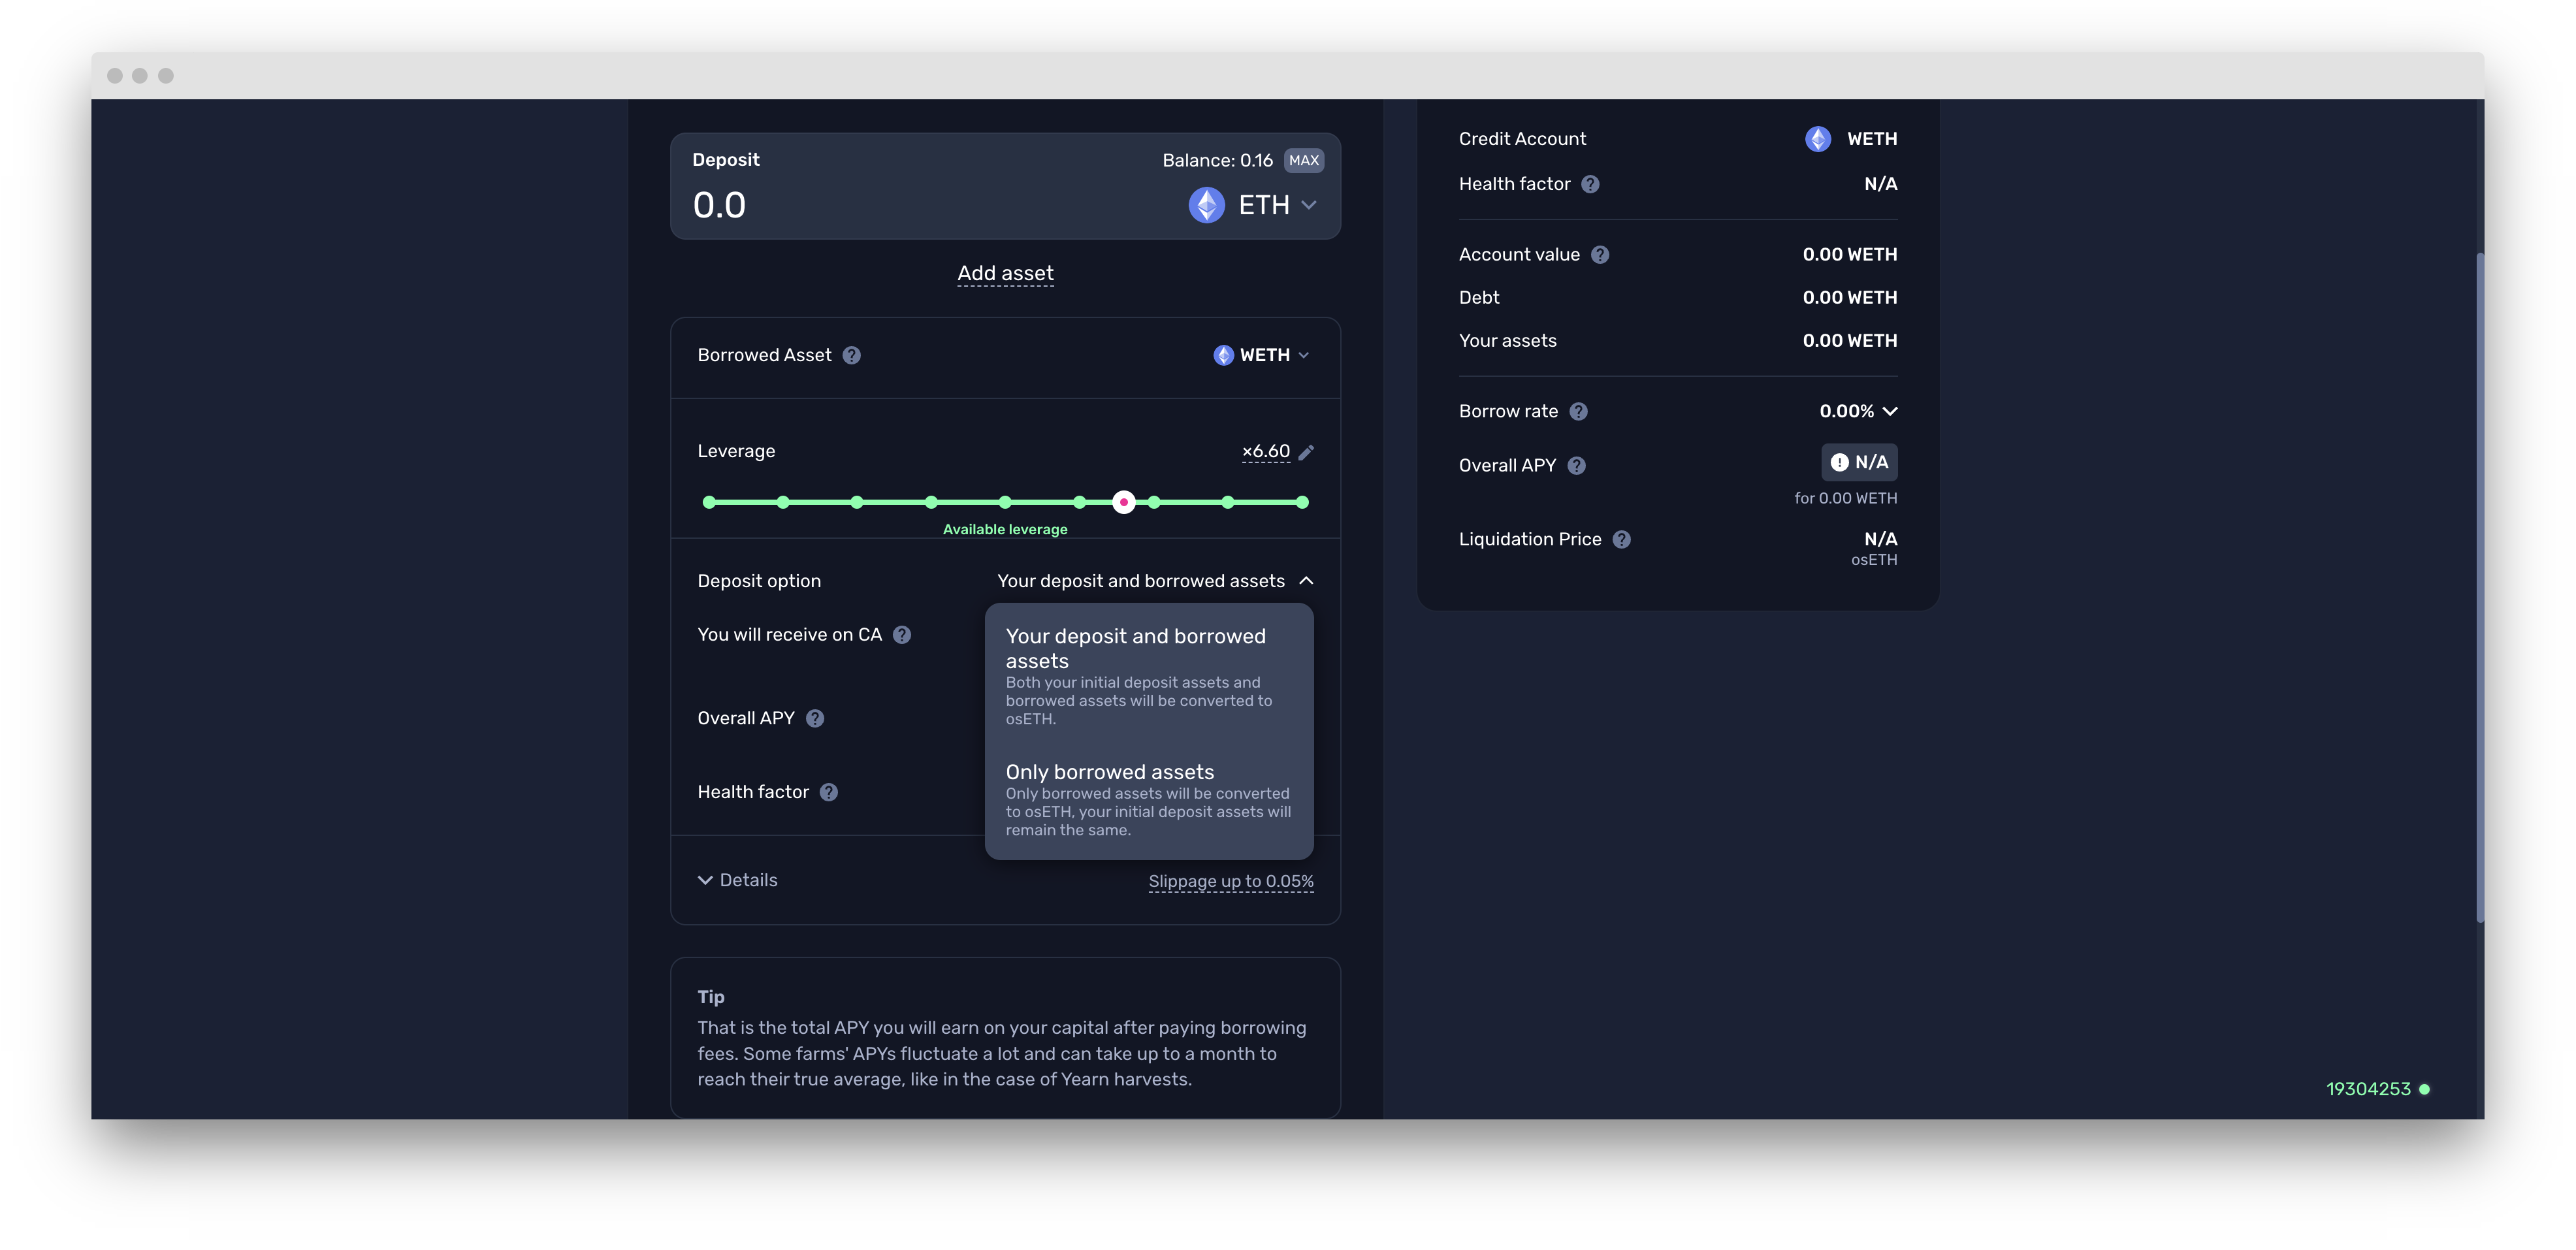 Deposit
Balance: 0.16 MAX
0.0
ETH
Add asset
Borrowed Asset ?
WETH
Leverage
×6.60
Available leverage
Deposit option
Your deposit and borrowed assets
You will receive on CA ?
Your deposit and borrowed
assets
Both your initial deposit assets and
borrowed assets will be converted to
osETH.
Overall APY ?
Only borrowed assets
Only borrowed assets will be converted
to osETH, your initial deposit assets will
remain the same.
Health factor ?
Details
Slippage up to 0.05%
Tip
That is the total APY you will earn on your capital after paying borrowing
fees. Some farms' APYs fluctuate a lot and can take up to a month to
reach their true average, like in the case of Yearn harvests.
Credit Account
WETH
Health factor ?
N/A
Account value ?
0.00 WETH
Debt
0.00 WETH
Your assets
0.00 WETH
Borrow rate ?
0.00%
Overall APY ?
! N/A
for 0.00 WETH
Liquidation Price ?
N/A
osETH
19304253